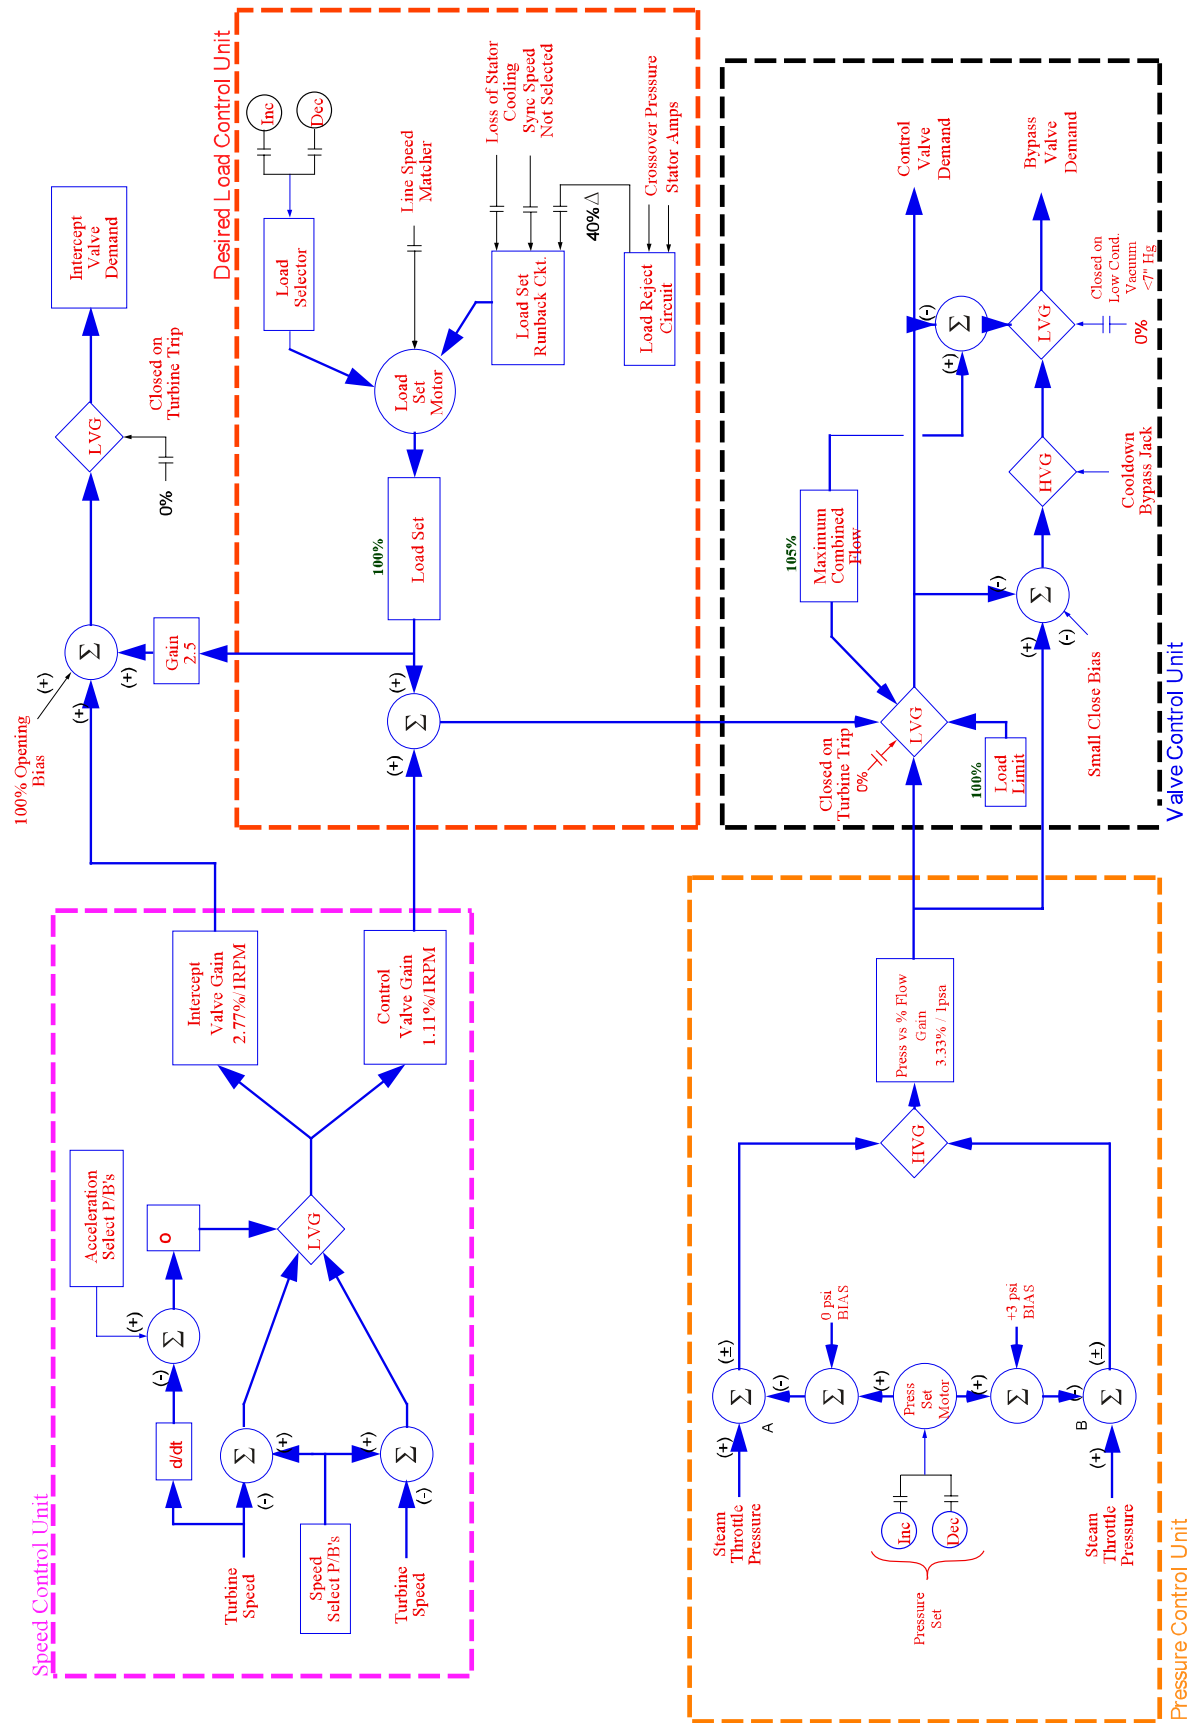 Speed Control Unit
Acceleration
Select P/B's
d/dt
(-)
Σ
(+)
O
Turbine
Speed
(-)
Σ
(+)
Speed
Select P/B's
Turbine
Speed
(-)
Σ
(+)
LVG
Intercept
Valve Gain
2.77%/1RPM
Control
Valve Gain
1.11%/1RPM
100% Opening
Bias
(+)
(+)
(+)
Σ
Gain
2.5
LVG
0%
Closed on
Turbine Trip
Intercept
Valve
Demand
Desired Load Control Unit
Inc
Dec
Load
Selector
Line Speed
Matcher
Loss of Stator
Cooling
Sync Speed
Not Selected
Load Set
Runback Ckt.
40%△
Crossover Pressure
Stator Amps
Load Reject
Circuit
Load
Set
Motor
100%
Load Set
(+)
(+)
Σ
Pressure Control Unit
Steam
Throttle
Pressure
(+)
A
Σ
(-)
(±)
0 psi
BIAS
Σ
(+)
Pressure
Set
Inc
Dec
Press
Set
Motor
(+)
Σ
+3 psi
BIAS
Steam
Throttle
Pressure
(+)
B
Σ
(-)
(±)
HVG
Press vs % Flow
Gain
3.33% / 1psa
Valve Control Unit
Closed on
Turbine Trip
0%
LVG
100%
Load
Limit
105%
Maximum
Combined
Flow
(+)
(-)
Σ
Control
Valve
Demand
Small Close Bias
(+)
(-)
(-)
Σ
HVG
Cooldown
Bypass Jack
LVG
0%
Closed on
Low Cond.
Vacuum
<7" Hg
Bypass
Valve
Demand